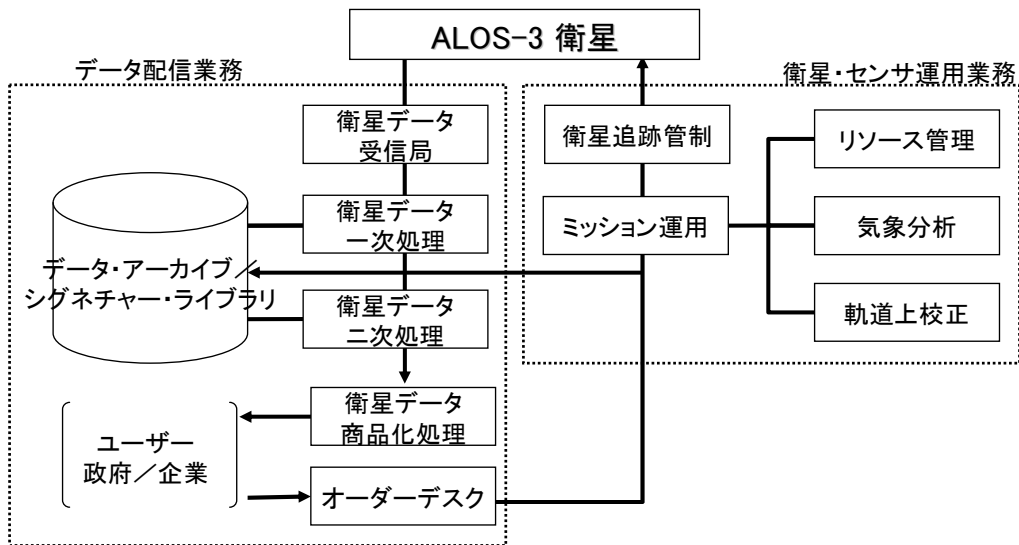 ALOS-3 衛星
データ配信業務
衛星・センサ運用業務
衛星データ
受信局
衛星追跡管制
リソース管理
衛星データ
一次処理
ミッション運用
気象分析
データ・アーカイブ／
シグネチャー・ライブラリ
衛星データ
二次処理
軌道上校正
衛星データ
商品化処理
ユーザー
政府／企業
オーダーデスク